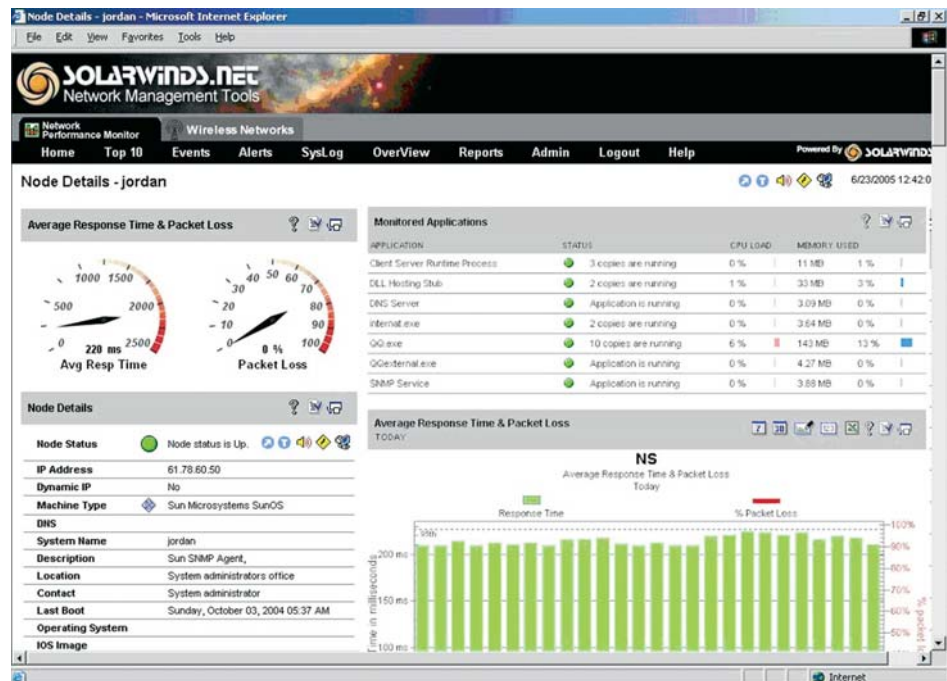 Node Details - jordan - Microsoft Internet Explorer
File Edit View Favorites Tools Help
SOLARWINDS.NET
Network Management Tools
Network Performance Monitor
Wireless Networks
Home Top 10 Events Alerts SysLog OverView Reports Admin Logout Help
Powered By SOLARWINDS
Node Details - jordan
6/23/2005 12:42:0
Average Response Time & Packet Loss
0 500 1000 1500 2000 2500
220 ms
Avg Resp Time
0 10 20 30 40 50 60 70 80 90 100
0 %
Packet Loss
Node Details
Node Status Node status is Up.
IP Address 61.78.60.50
Dynamic IP No
Machine Type Sun Microsystems SunOS
DNS
System Name jordan
Description Sun SNMP Agent,
Location System administrators office
Contact System administrator
Last Boot Sunday, October 03, 2004 05:37 AM
Operating System
IOS Image
Monitored Applications
APPLICATION STATUS CPU LOAD MEMORY USED
Client Server Runtime Process 3 copies are running 0 % 11 MB 1 %
DLL Hosting Stub 2 copies are running 1 % 33 MB 3 %
DNS Server Application is running 0 % 3.09 MB 0 %
internat.exe 2 copies are running 0 % 3.64 MB 0 %
QQ.exe 10 copies are running 6 % 143 MB 13 %
QQexternal.exe Application is running 0 % 4.27 MB 0 %
SNMP Service Application is running 0 % 3.88 MB 0 %
Average Response Time & Packet Loss
TODAY
7 30
NS
Average Response Time & Packet Loss
Today
Response Time % Packet Loss
95th
Time in milliseconds
200 ms
150 ms
100 ms
100%
90%
80%
70%
60%
50%
Internet